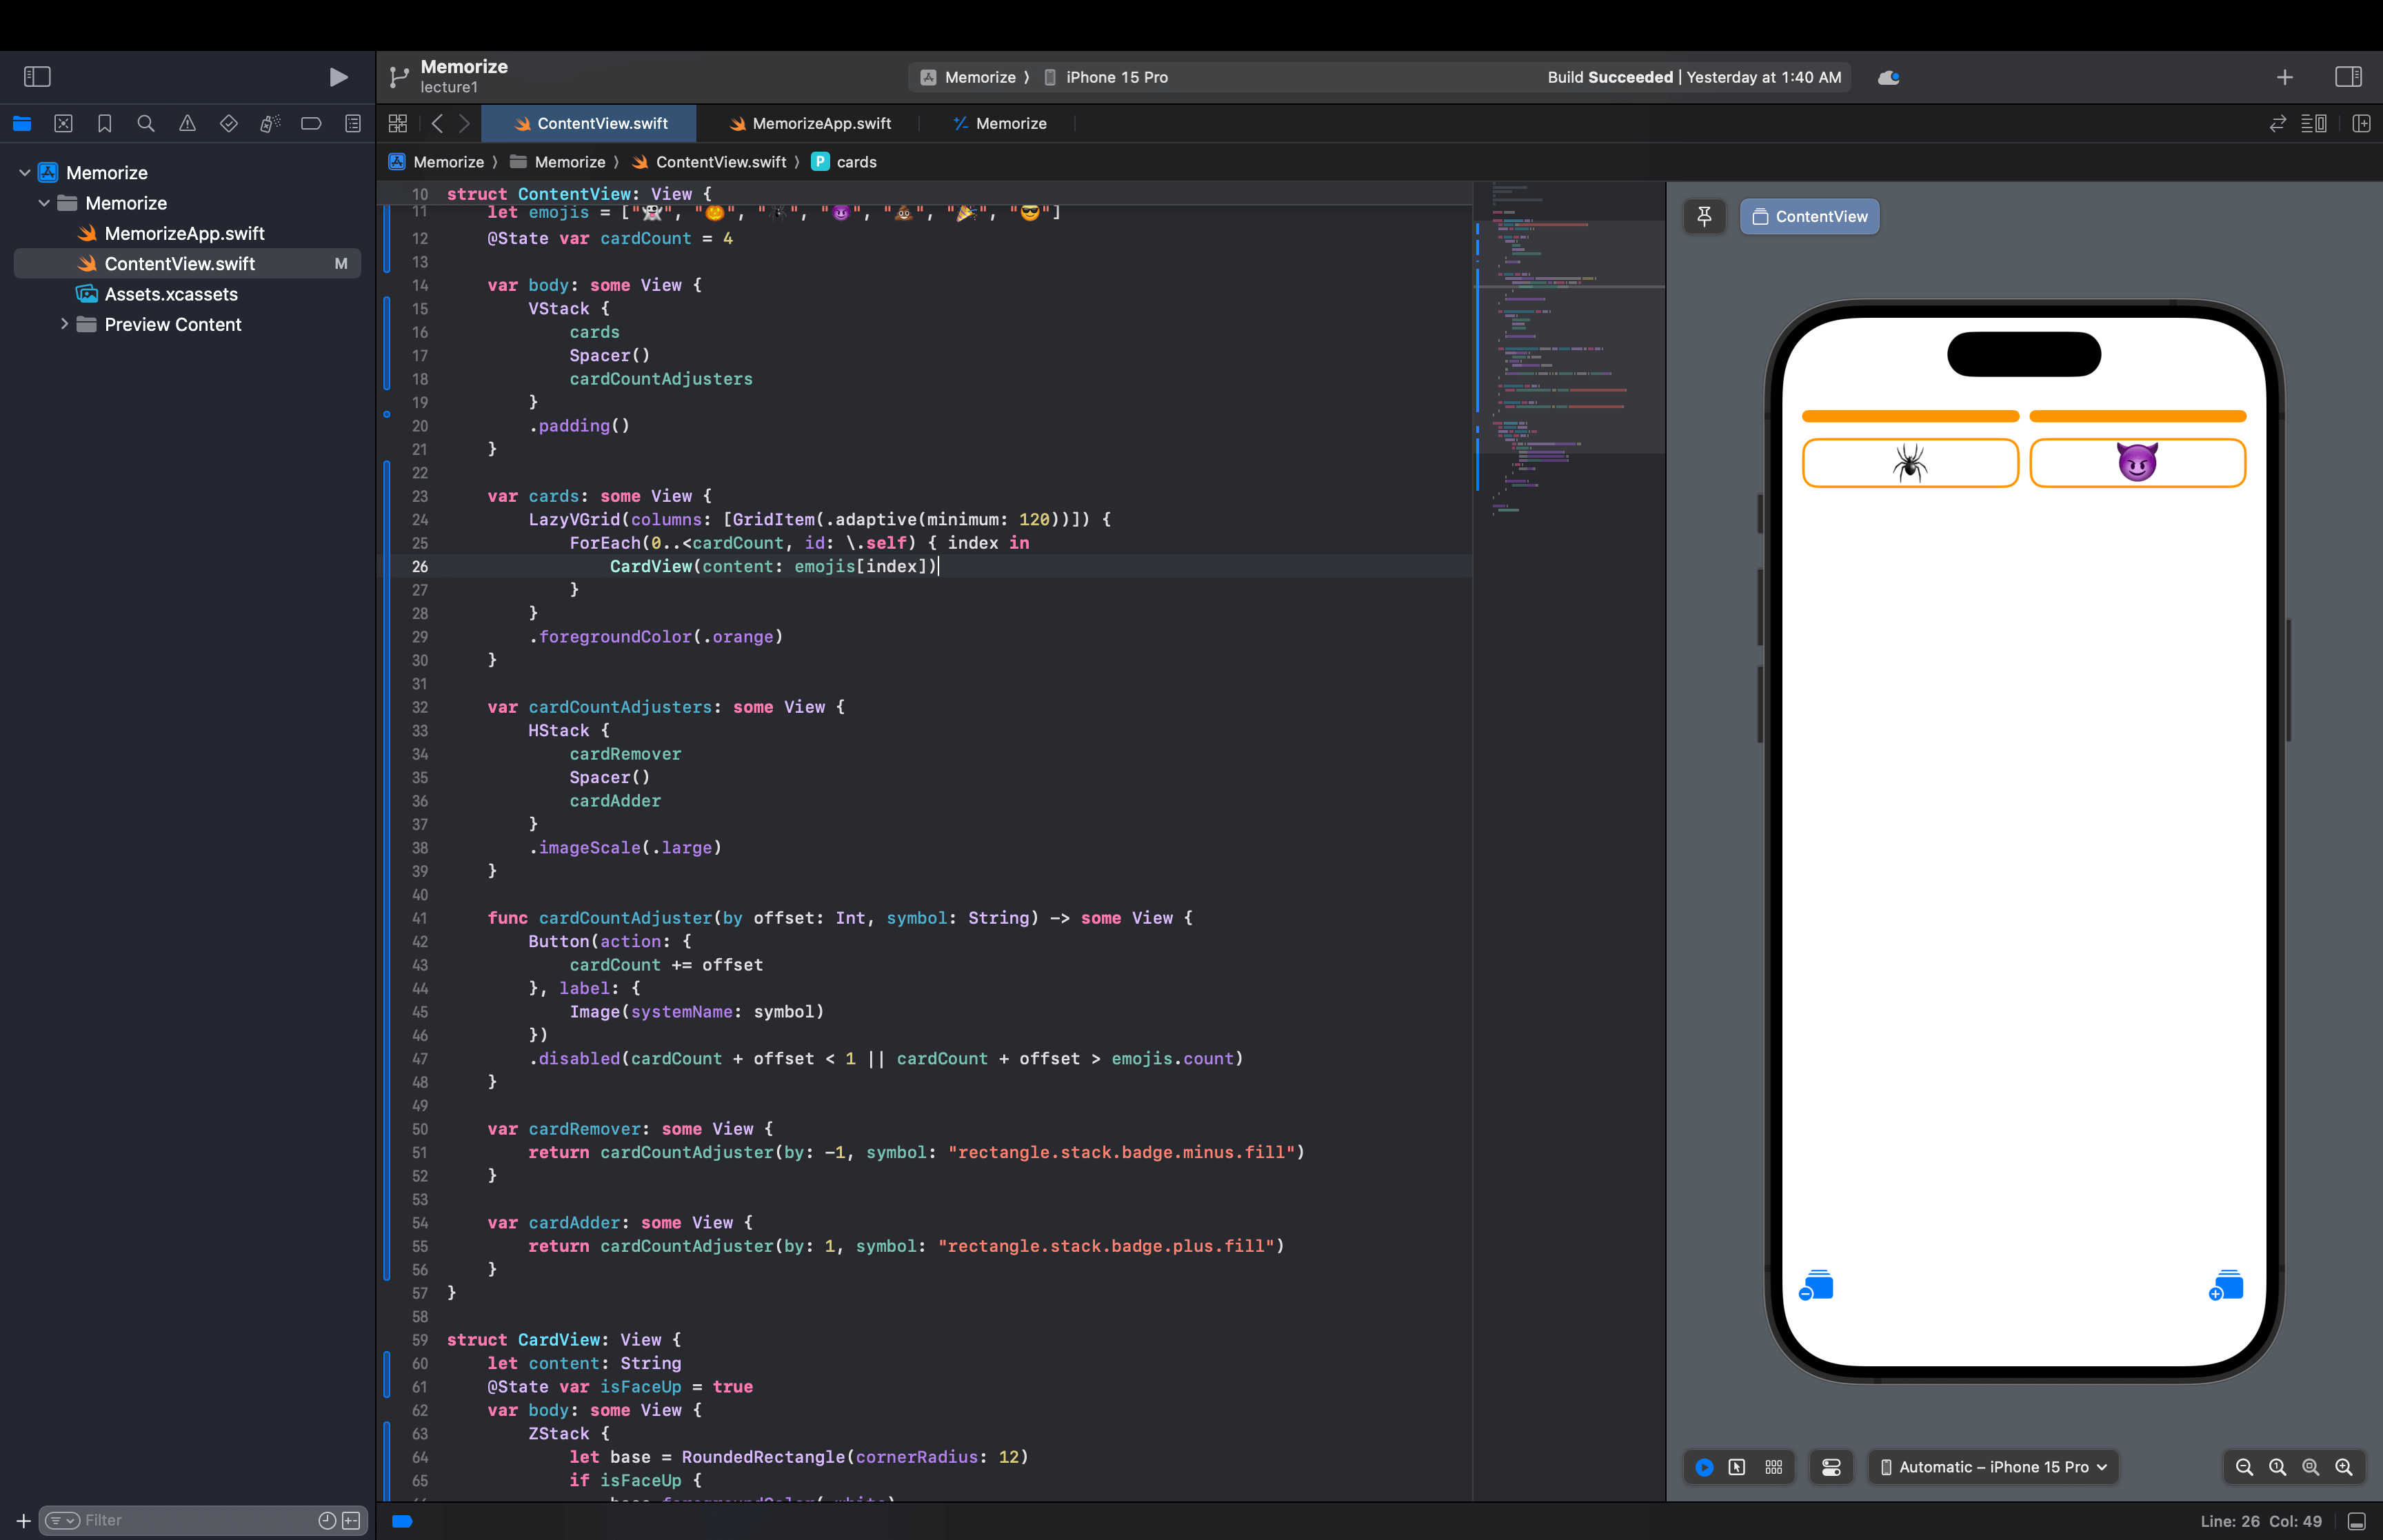 Memorize
lecture1
Memorize ⟩ iPhone 15 Pro
Build Succeeded | Yesterday at 1:40 AM
ContentView.swift
MemorizeApp.swift
Memorize
Memorize ⟩ Memorize ⟩ ContentView.swift ⟩ P cards
Memorize
Memorize
MemorizeApp.swift
ContentView.swift M
Assets.xcassets
Preview Content
10 struct ContentView: View {
11     let emojis = ["👻", "🎃", "🕷️", "😈", "💩", "🎉", "😎"]
12     @State var cardCount = 4
13
14     var body: some View {
15         VStack {
16             cards
17             Spacer()
18             cardCountAdjusters
19         }
20         .padding()
21     }
22
23     var cards: some View {
24         LazyVGrid(columns: [GridItem(.adaptive(minimum: 120))]) {
25             ForEach(0..<cardCount, id: \.self) { index in
26                 CardView(content: emojis[index])
27             }
28         }
29         .foregroundColor(.orange)
30     }
31
32     var cardCountAdjusters: some View {
33         HStack {
34             cardRemover
35             Spacer()
36             cardAdder
37         }
38         .imageScale(.large)
39     }
40
41     func cardCountAdjuster(by offset: Int, symbol: String) -> some View {
42         Button(action: {
43             cardCount += offset
44         }, label: {
45             Image(systemName: symbol)
46         })
47         .disabled(cardCount + offset < 1 || cardCount + offset > emojis.count)
48     }
49
50     var cardRemover: some View {
51         return cardCountAdjuster(by: -1, symbol: "rectangle.stack.badge.minus.fill")
52     }
53
54     var cardAdder: some View {
55         return cardCountAdjuster(by: 1, symbol: "rectangle.stack.badge.plus.fill")
56     }
57 }
58
59 struct CardView: View {
60     let content: String
61     @State var isFaceUp = true
62     var body: some View {
63         ZStack {
64             let base = RoundedRectangle(cornerRadius: 12)
65             if isFaceUp {
ContentView
🕷️ 😈
Automatic – iPhone 15 Pro
Filter
Line: 26 Col: 49